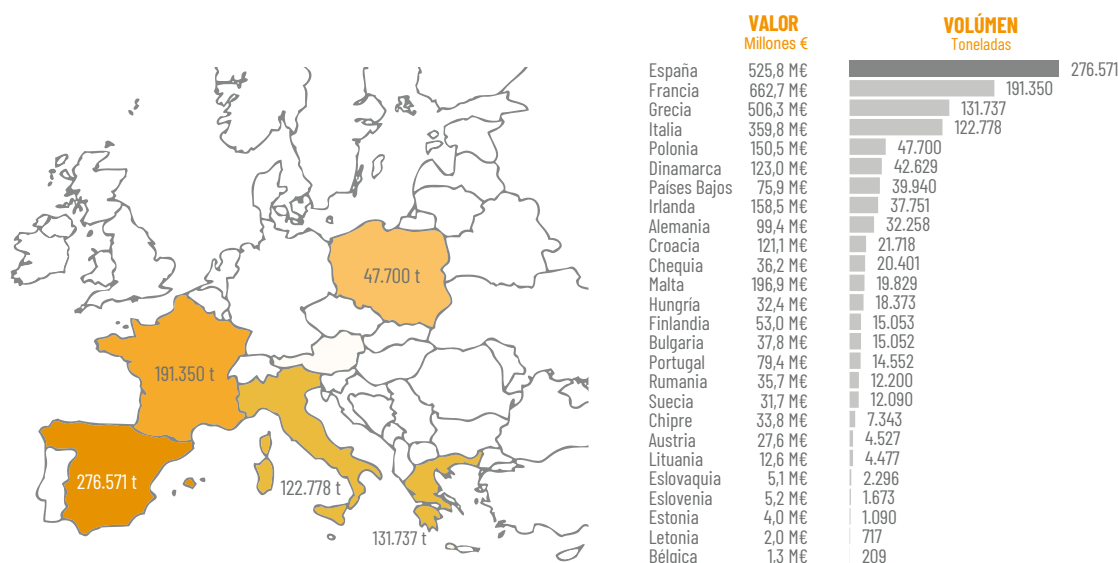 VALOR
Millones €
VOLÚMEN
Toneladas
España 525,8 M€ 276.571
Francia 662,7 M€ 191.350
Grecia 506,3 M€ 131.737
Italia 359,8 M€ 122.778
Polonia 150,5 M€ 47.700
Dinamarca 123,0 M€ 42.629
Países Bajos 75,9 M€ 39.940
Irlanda 158,5 M€ 37.751
Alemania 99,4 M€ 32.258
Croacia 121,1 M€ 21.718
Chequia 36,2 M€ 20.401
Malta 196,9 M€ 19.829
Hungría 32,4 M€ 18.373
Finlandia 53,0 M€ 15.053
Bulgaria 37,8 M€ 15.052
Portugal 79,4 M€ 14.552
Rumania 35,7 M€ 12.200
Suecia 31,7 M€ 12.090
Chipre 33,8 M€ 7.343
Austria 27,6 M€ 4.527
Lituania 12,6 M€ 4.477
Eslovaquia 5,1 M€ 2.296
Eslovenia 5,2 M€ 1.673
Estonia 4,0 M€ 1.090
Letonia 2,0 M€ 717
Bélgica 1,3 M€ 209
47.700 t
191.350 t
276.571 t
122.778 t
131.737 t